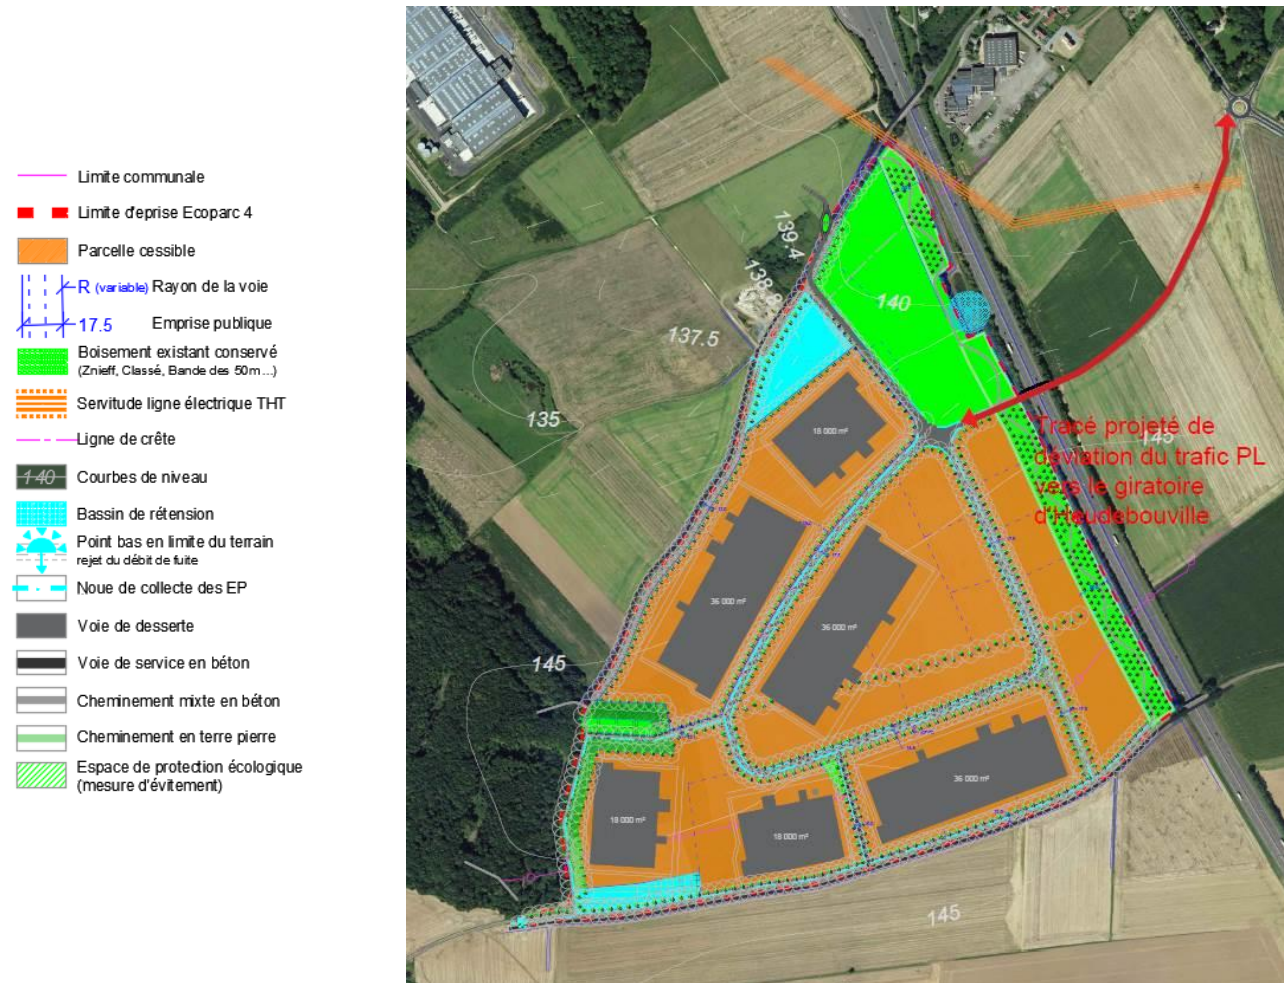 Limite communale
Limite d'eprise Ecoparc 4
Parcelle cessible
R (variable) Rayon de la voie
17.5 Emprise publique
Boisement existant conservé
(Znieff, Classé, Bande des 50m...)
Servitude ligne électrique THT
Ligne de crête
140 Courbes de niveau
Bassin de rétension
Point bas en limite du terrain
rejet du débit de fuite
Noue de collecte des EP
Voie de desserte
Voie de service en béton
Cheminement mixte en béton
Cheminement en terre pierre
Espace de protection écologique
(mesure d'évitement)
139.4
138.8
140
137.5
135
145
Tracé projeté de
déviation du trafic PL
vers le giratoire
d'Heudebouville
18 000 m²
36 000 m²
36 000 m²
145
36 000 m²
18 000 m²
18 000 m²
145